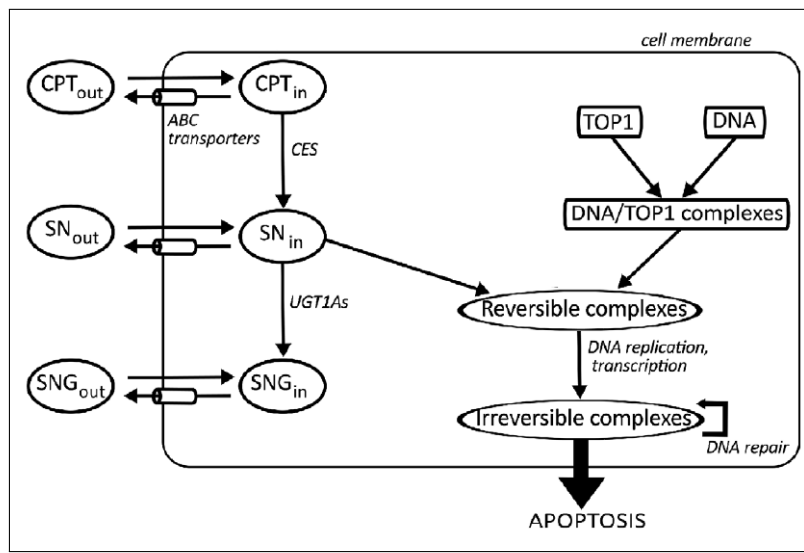 cell membrane
CPTout
CPTin
ABC
transporters
CES
TOP1
DNA
DNA/TOP1 complexes
SNout
SNin
UGT1As
Reversible complexes
DNA replication,
transcription
SNGout
SNGin
Irreversible complexes
DNA repair
APOPTOSIS